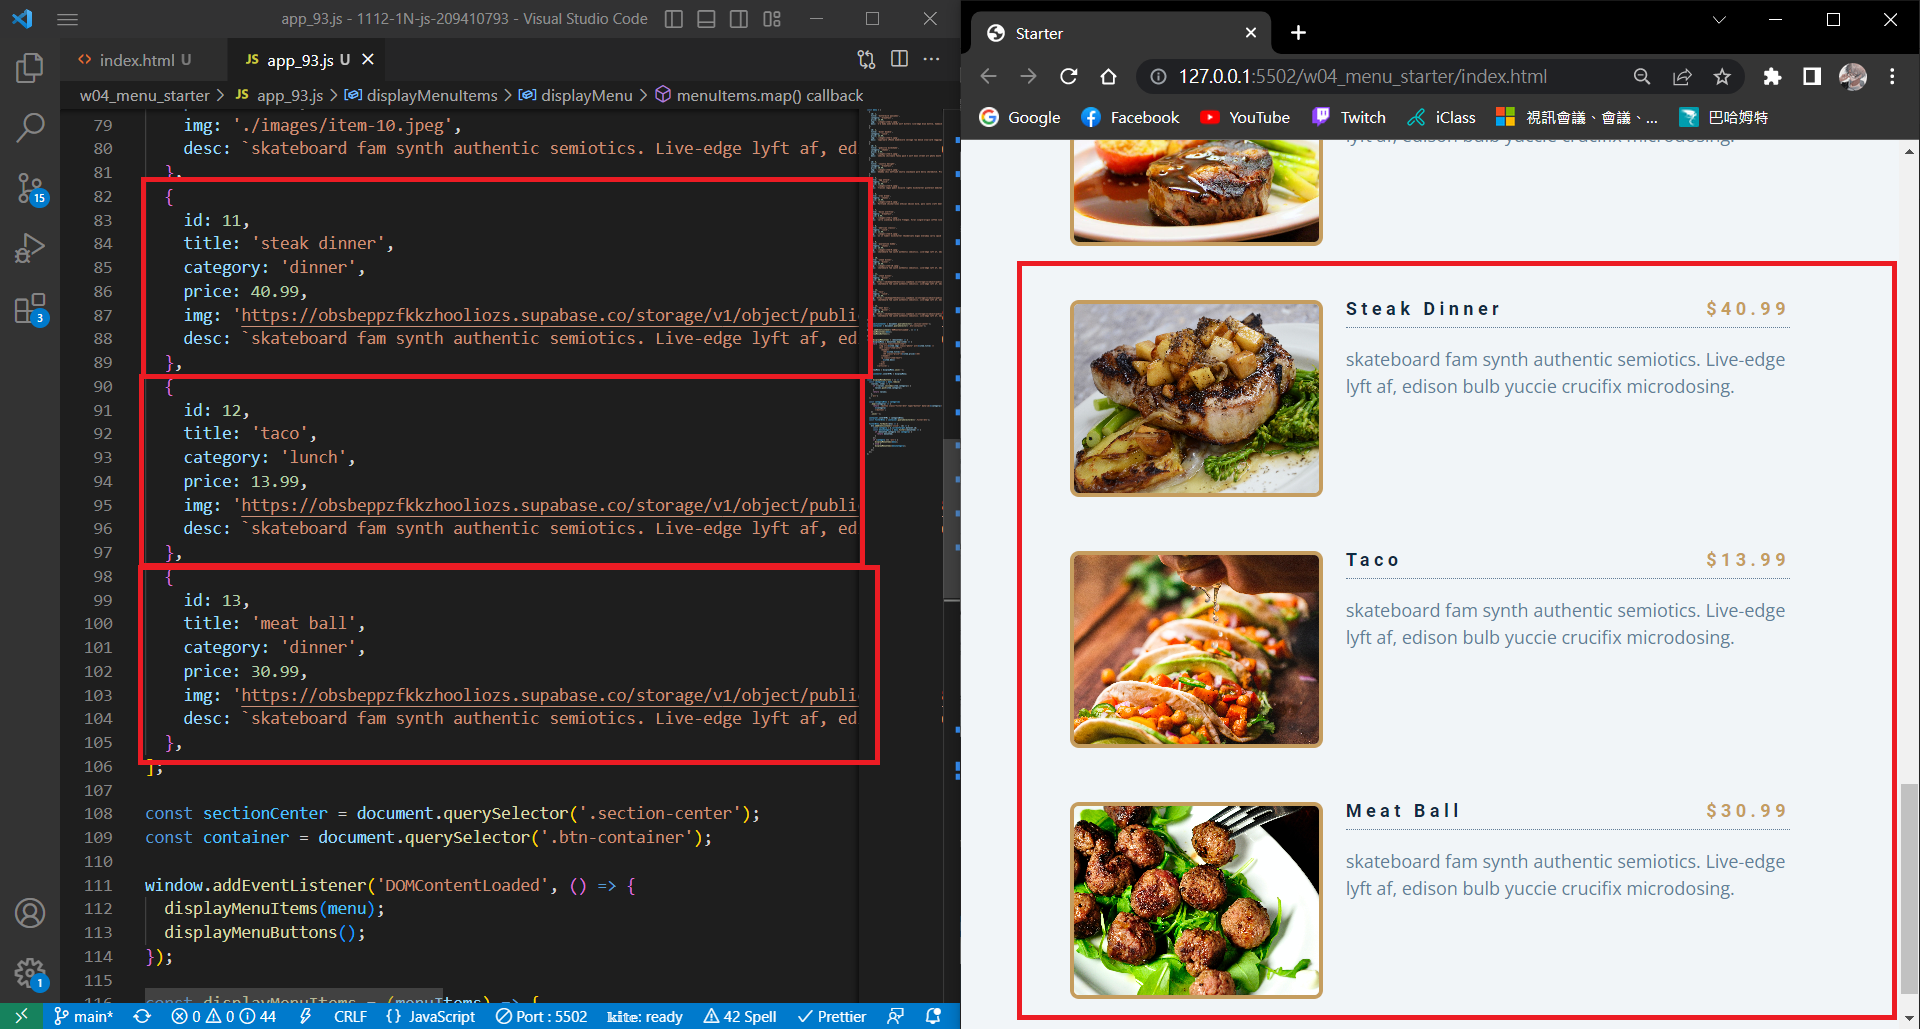 app_93.js - 1112-1N-js-209410793 - Visual Studio Code
index.html U
JS app_93.js U
w04_menu_starter > JS app_93.js > displayMenuItems > displayMenu > menuItems.map() callback
79 img: './images/item-10.jpeg',
80 desc: `skateboard fam synth authentic semiotics. Live-edge lyft af, ed
81 },
82 {
83 id: 11,
84 title: 'steak dinner',
85 category: 'dinner',
86 price: 40.99,
87 img: 'https://obsbeppzfkkzhooliozs.supabase.co/storage/v1/object/publi
88 desc: `skateboard fam synth authentic semiotics. Live-edge lyft af, ed
89 },
90 {
91 id: 12,
92 title: 'taco',
93 category: 'lunch',
94 price: 13.99,
95 img: 'https://obsbeppzfkkzhooliozs.supabase.co/storage/v1/object/publi
96 desc: `skateboard fam synth authentic semiotics. Live-edge lyft af, ed
97 },
98 {
99 id: 13,
100 title: 'meat ball',
101 category: 'dinner',
102 price: 30.99,
103 img: 'https://obsbeppzfkkzhooliozs.supabase.co/storage/v1/object/publi
104 desc: `skateboard fam synth authentic semiotics. Live-edge lyft af, ed
105 },
106 ];
107
108 const sectionCenter = document.querySelector('.section-center');
109 const container = document.querySelector('.btn-container');
110
111 window.addEventListener('DOMContentLoaded', () => {
112 displayMenuItems(menu);
113 displayMenuButtons();
114 });
115
116 const displayMenuItems = (menuItems) => {
15
3
1
main* 0 0 44 CRLF {} JavaScript Port : 5502 kite: ready 42 Spell Prettier
Starter
127.0.0.1:5502/w04_menu_starter/index.html
Google Facebook YouTube Twitch iClass 視訊會議、會議、... 巴哈姆特
lyft af, edison bulb yuccie crucifix microdosing.
Steak Dinner $40.99
skateboard fam synth authentic semiotics. Live-edge
lyft af, edison bulb yuccie crucifix microdosing.
Taco $13.99
skateboard fam synth authentic semiotics. Live-edge
lyft af, edison bulb yuccie crucifix microdosing.
Meat Ball $30.99
skateboard fam synth authentic semiotics. Live-edge
lyft af, edison bulb yuccie crucifix microdosing.